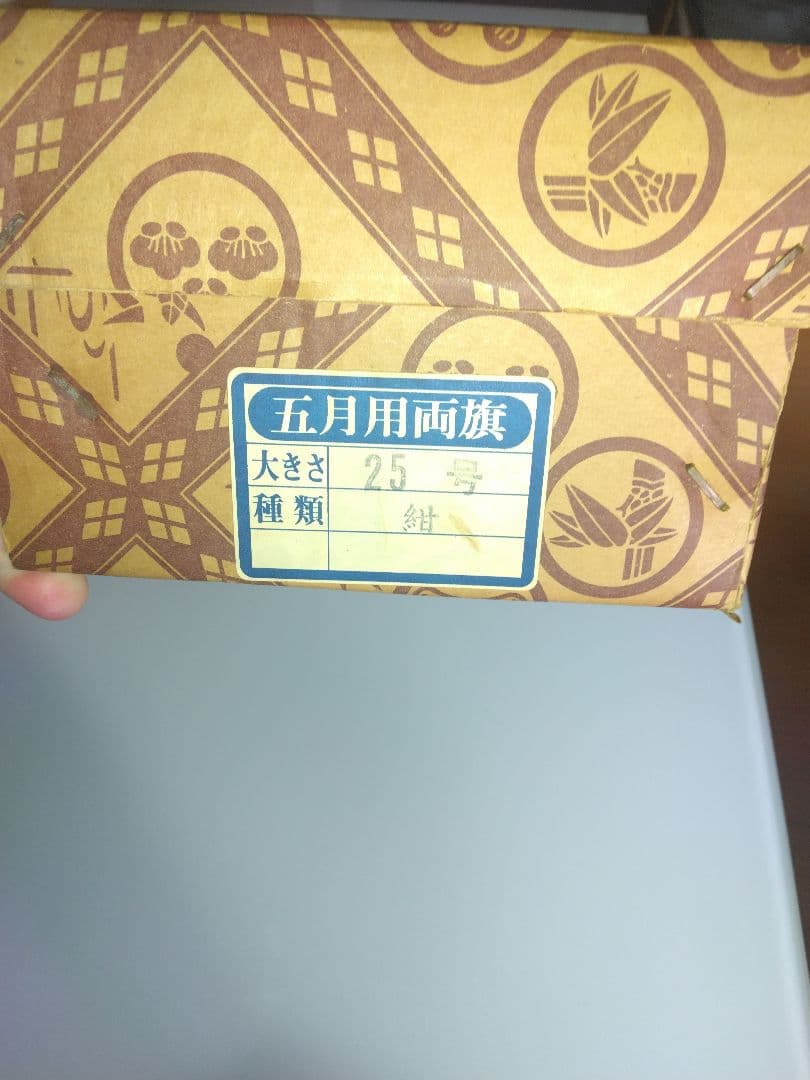 五月用両旗
大きさ 25 号
種類 紺